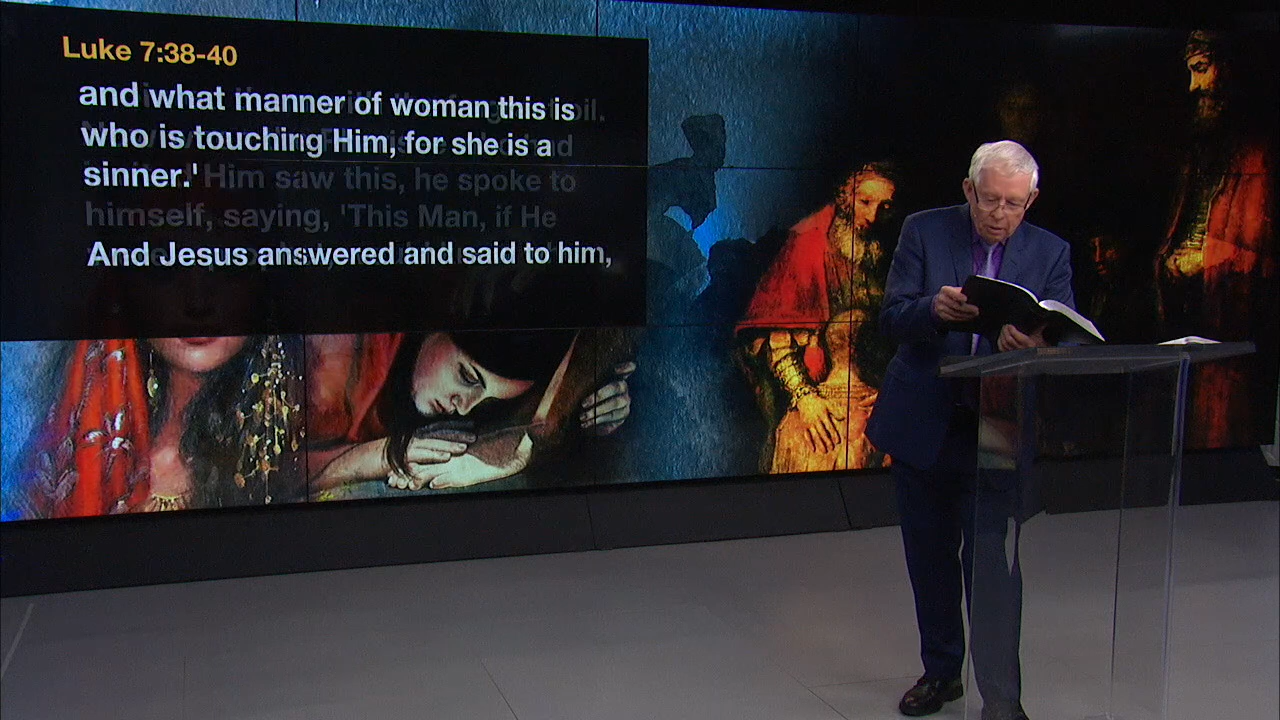 Luke 7:38-40
and what manner of woman this is
who is touching Him, for she is a
sinner.' Him saw this, he spoke to
himself, saying, 'This Man, if He
And Jesus answered and said to him,